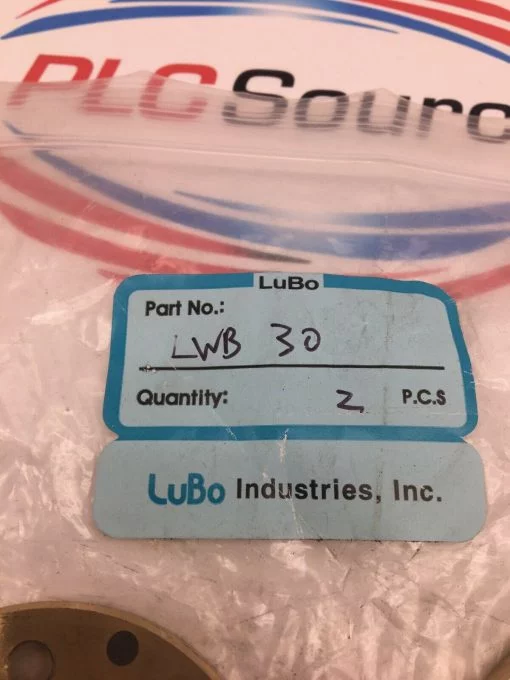 PLC Sourc
LuBo
Part No.:
LWB 30
Quantity: 2 P.C.S
LuBo Industries, Inc.